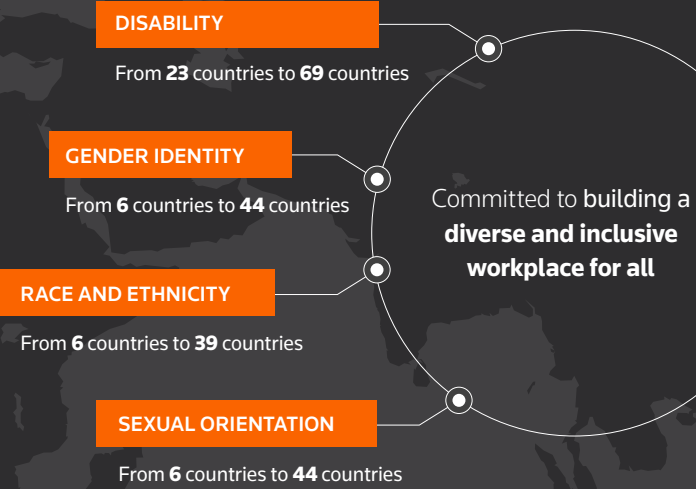 DISABILITY
From 23 countries to 69 countries
GENDER IDENTITY
From 6 countries to 44 countries
RACE AND ETHNICITY
From 6 countries to 39 countries
SEXUAL ORIENTATION
From 6 countries to 44 countries
Committed to building a
diverse and inclusive
workplace for all